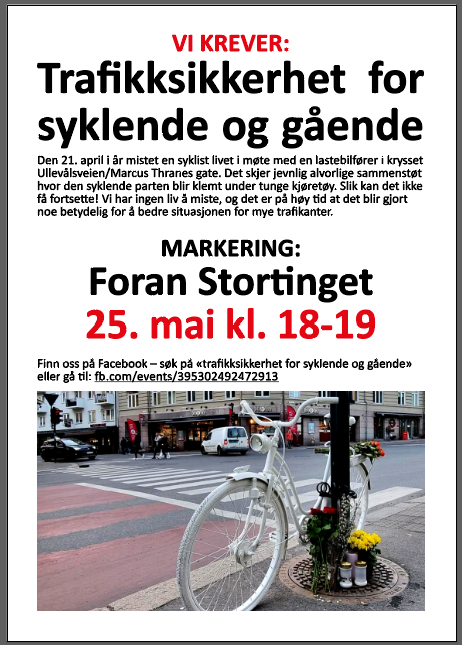 VI KREVER:
Trafikksikkerhet for
syklende og gående
Den 21. april i år mistet en syklist livet i møte med en lastebilfører i krysset
Ullevålsveien/Marcus Thranes gate. Det skjer jevnlig alvorlige sammenstøt
hvor den syklende parten blir klemt under tunge kjøretøy. Slik kan det ikke
få fortsette! Vi har ingen liv å miste, og det er på høy tid at det blir gjort
noe betydelig for å bedre situasjonen for mye trafikanter.
MARKERING:
Foran Stortinget
25. mai kl. 18-19
Finn oss på Facebook – søk på «trafikksikkerhet for syklende og gående»
eller gå til: fb.com/events/395302492472913